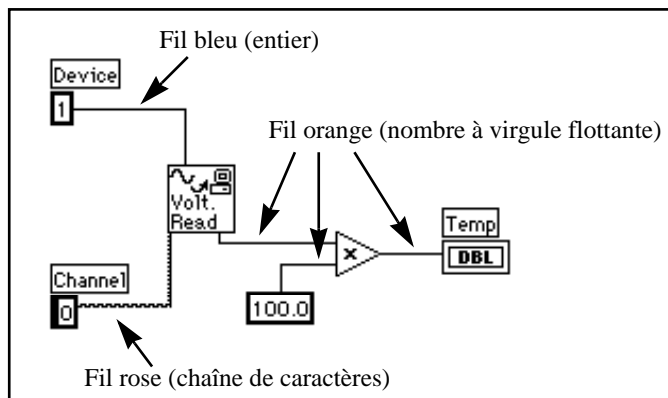 Fil bleu (entier)
Device
1
Fil orange (nombre à virgule flottante)
Volt.
Read
Temp
x
DBL
Channel
0
100.0
Fil rose (chaîne de caractères)